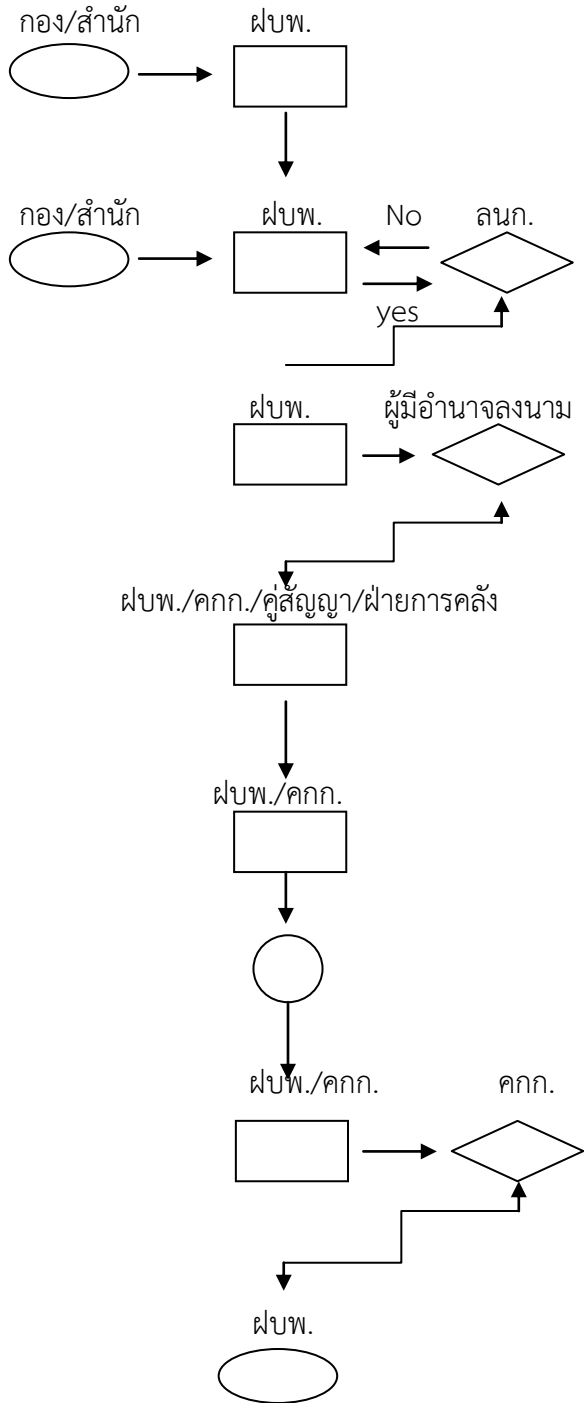 กอง/สำนัก ฝบพ.
กอง/สำนัก ฝบพ. No ลนก.
yes
ฝบพ. ผู้มีอำนาจลงนาม
ฝบพ./คกก./คู่สัญญา/ฝ่ายการคลัง
ฝบพ./คกก.
ฝบพ./คกก. คกก.
ฝบพ.